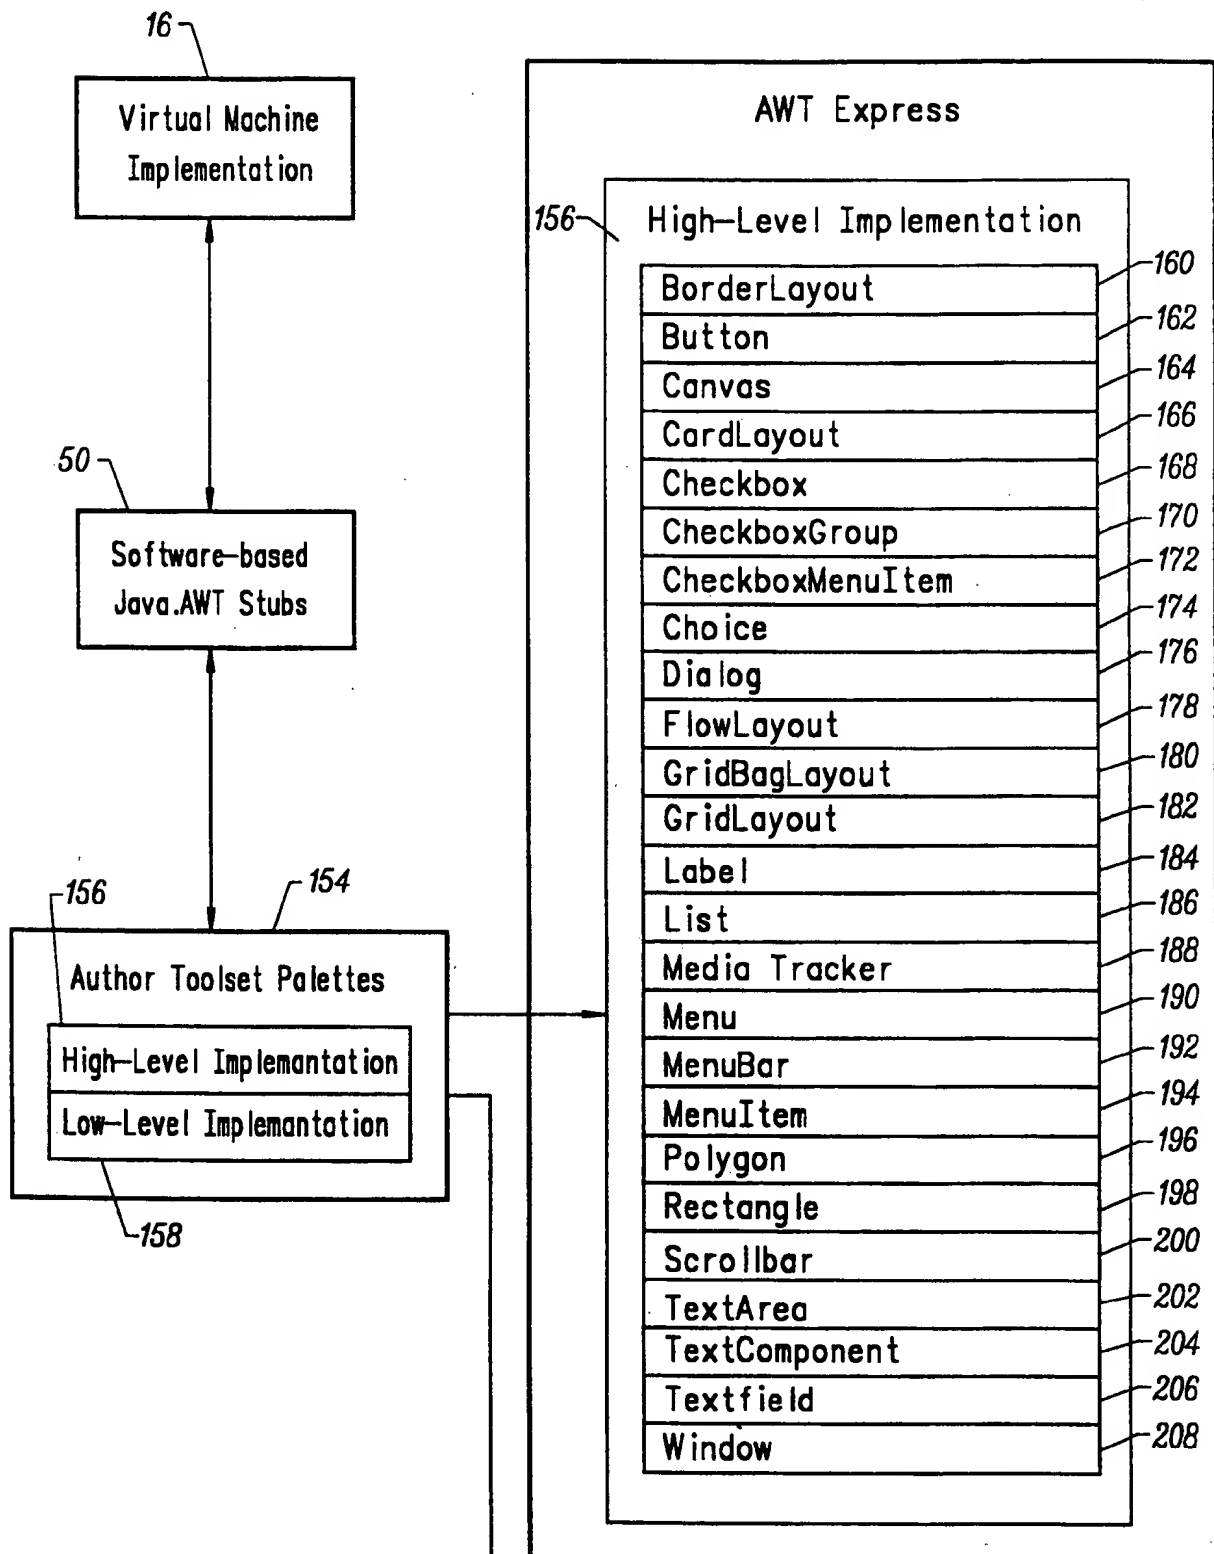 16
Virtual Machine
Implementation
50
Software-based
Java.AWT Stubs
156
154
Author Toolset Palettes
High-Level Implemantation
Low-Level Implemantation
158
AWT Express
156
High-Level Implementation
BorderLayout 160
Button 162
Canvas 164
CardLayout 166
Checkbox 168
CheckboxGroup 170
CheckboxMenuItem 172
Choice 174
Dialog 176
FlowLayout 178
GridBagLayout 180
GridLayout 182
Label 184
List 186
Media Tracker 188
Menu 190
MenuBar 192
MenuItem 194
Polygon 196
Rectangle 198
Scrollbar 200
TextArea 202
TextComponent 204
Textfield 206
Window 208